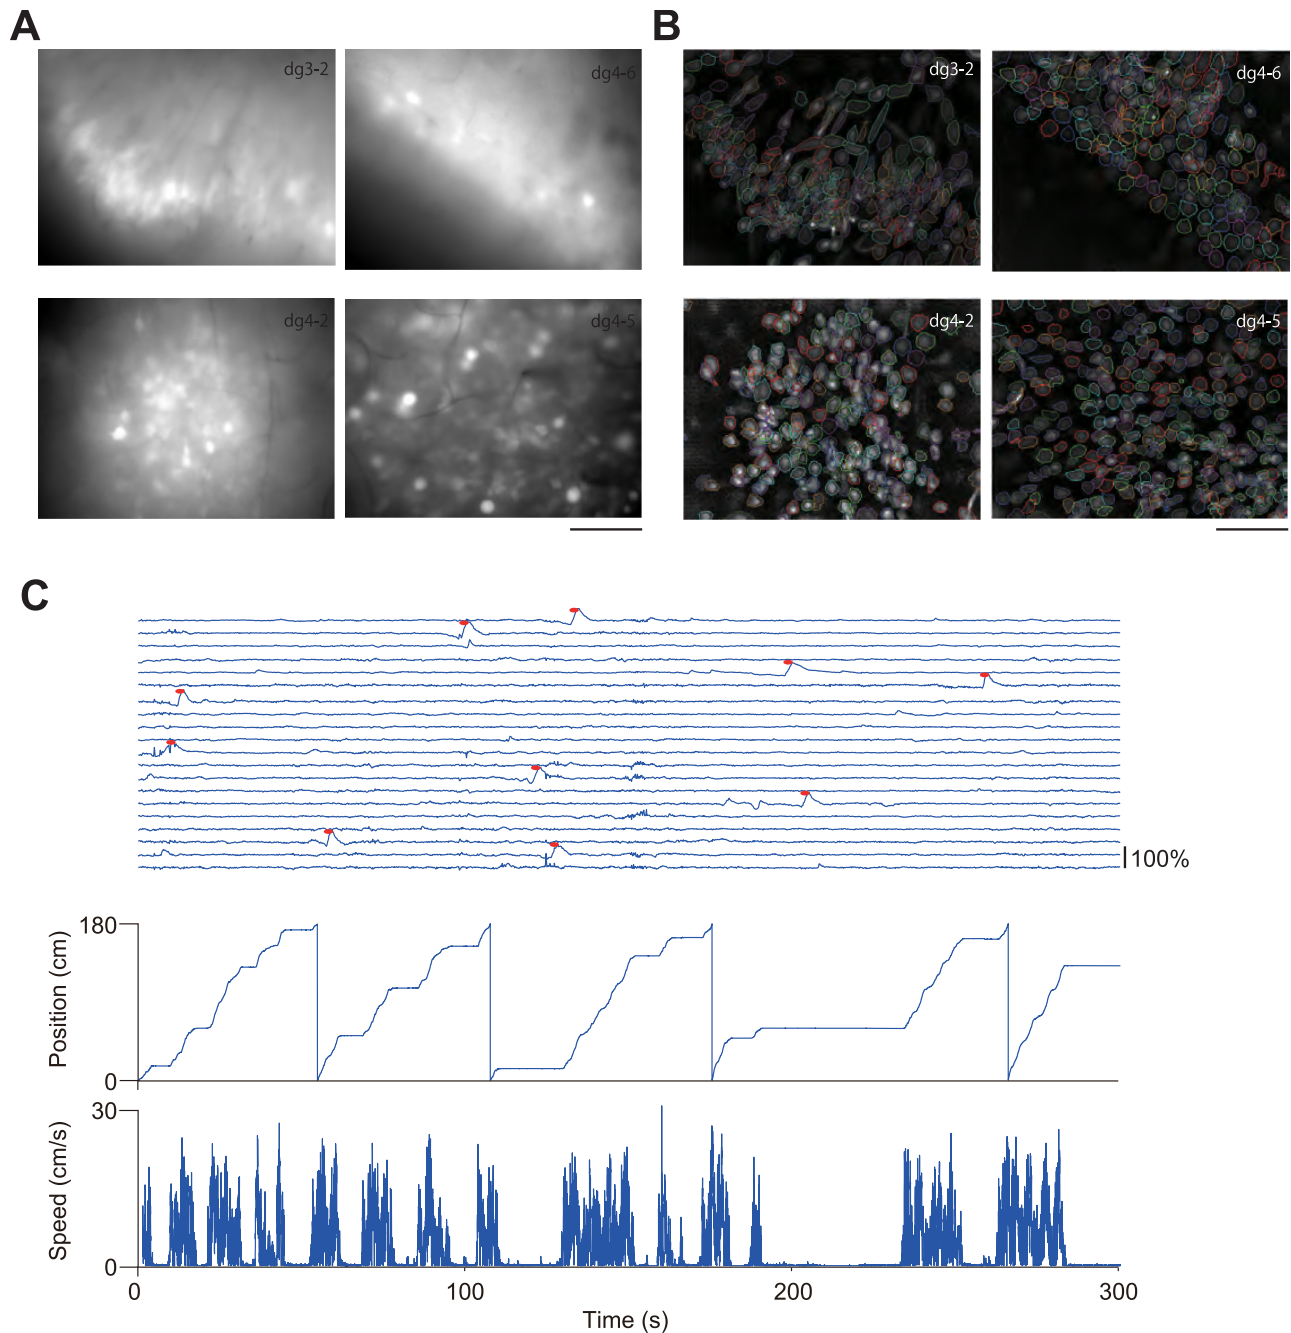 A
B
dg3-2
dg4-6
dg3-2
dg4-6
dg4-2
dg4-5
dg4-2
dg4-5
C
100%
180
Position (cm)
0
30
Speed (cm/s)
0
0
100
200
300
Time (s)